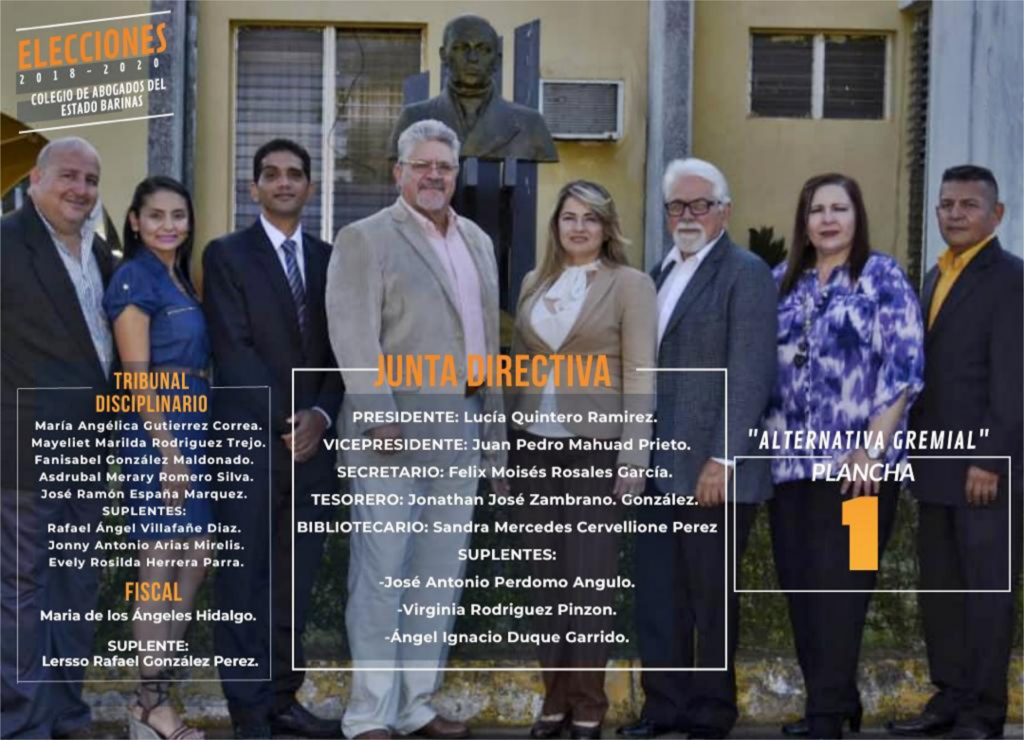 ELECCIONES
2018-2020
COLEGIO DE ABOGADOS DEL
ESTADO BARINAS
TRIBUNAL
DISCIPLINARIO
María Angélica Gutierrez Correa.
Mayeliet Marilda Rodriguez Trejo.
Fanisabel González Maldonado.
Asdrubal Merary Romero Silva.
José Ramón España Marquez.
SUPLENTES:
Rafael Ángel Villafañe Diaz.
Jonny Antonio Arias Mirelis.
Evely Rosilda Herrera Parra.
FISCAL
Maria de los Ángeles Hidalgo.
SUPLENTE:
Lersso Rafael González Perez.
JUNTA DIRECTIVA
PRESIDENTE: Lucía Quintero Ramirez.
VICEPRESIDENTE: Juan Pedro Mahuad Prieto.
SECRETARIO: Felix Moisés Rosales García.
TESORERO: Jonathan José Zambrano. González.
BIBLIOTECARIO: Sandra Mercedes Cervellione Perez
SUPLENTES:
-José Antonio Perdomo Angulo.
-Virginia Rodriguez Pinzon.
-Ángel Ignacio Duque Garrido.
"ALTERNATIVA GREMIAL"
PLANCHA
1